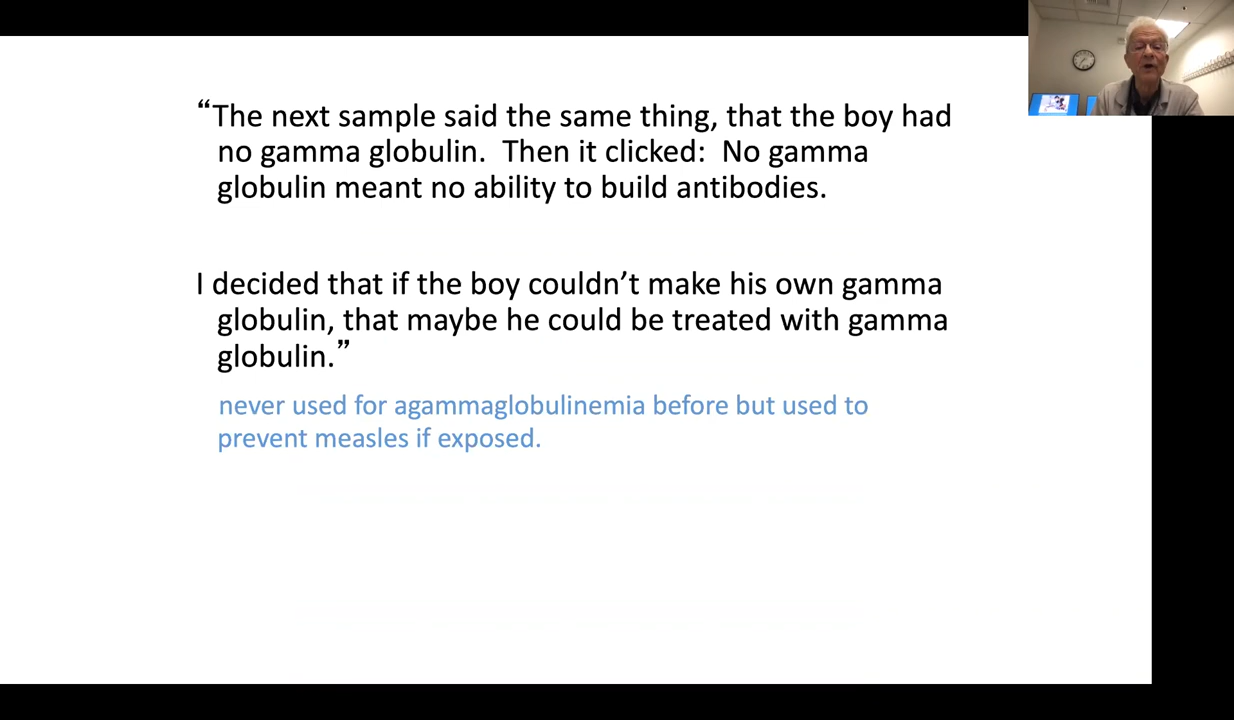 “The next sample said the same thing, that the boy had
no gamma globulin. Then it clicked: No gamma
globulin meant no ability to build antibodies.
I decided that if the boy couldn’t make his own gamma
globulin, that maybe he could be treated with gamma
globulin.”
never used for agammaglobulinemia before but used to
prevent measles if exposed.